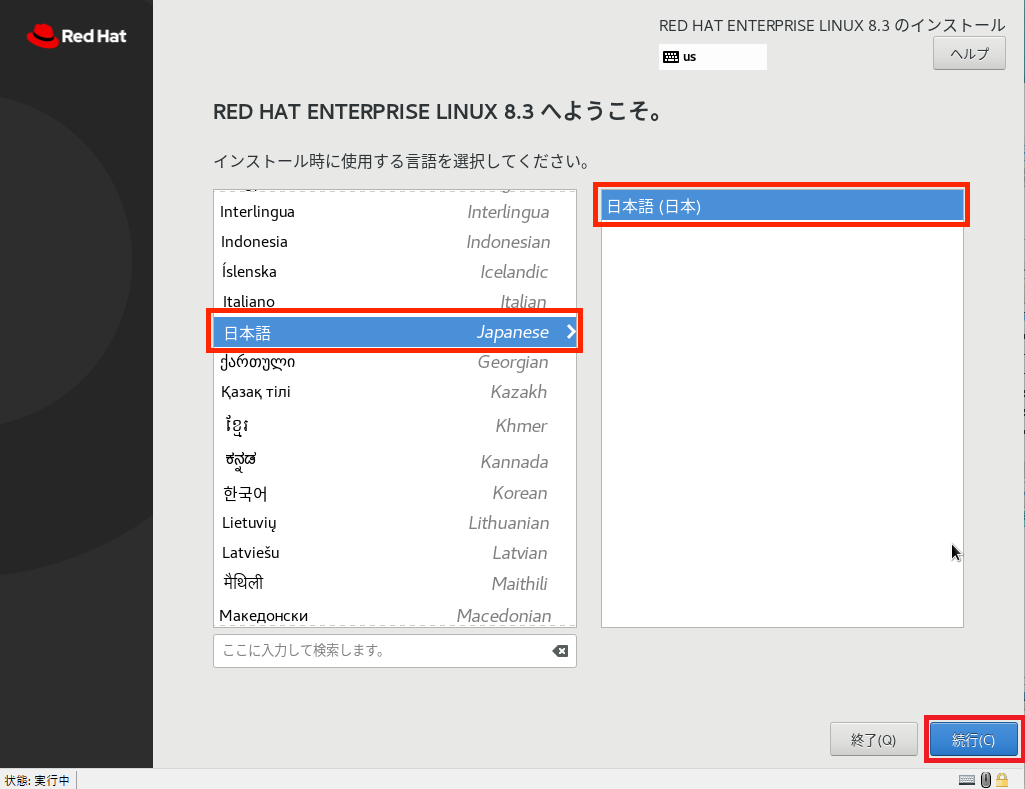 Red Hat
RED HAT ENTERPRISE LINUX 8.3 のインストール
us
ヘルプ
RED HAT ENTERPRISE LINUX 8.3 へようこそ。
インストール時に使用する言語を選択してください。
Interlingua Interlingua
Indonesia Indonesian
Íslenska Icelandic
Italiano Italian
日本語 Japanese
ქართული Georgian
Қазақ тілі Kazakh
ខ្មែរ Khmer
ಕನ್ನಡ Kannada
한국어 Korean
Lietuvių Lithuanian
Latviešu Latvian
मैथिली Maithili
Македонски Macedonian
日本語 (日本)
ここに入力して検索します。
終了(Q)
続行(C)
状態: 実行中